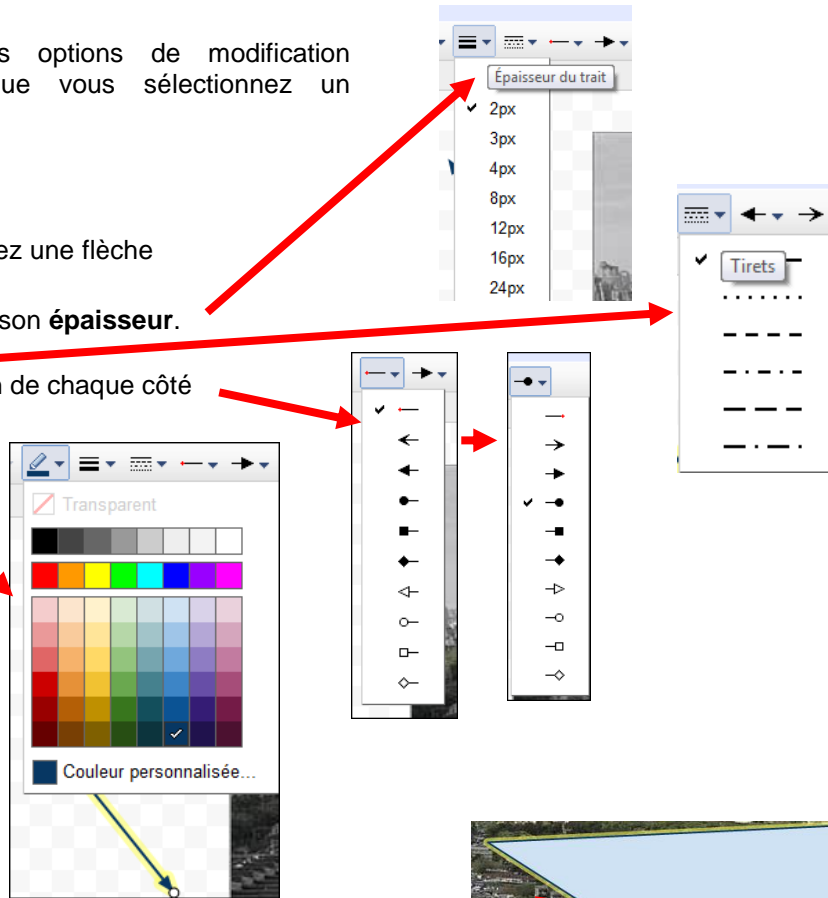 s options de modification
que vous sélectionnez un
ez une flèche
son épaisseur.
de chaque côté
Épaisseur du trait
2px
3px
4px
8px
12px
16px
24px
Tirets
Transparent
Couleur personnalisée...